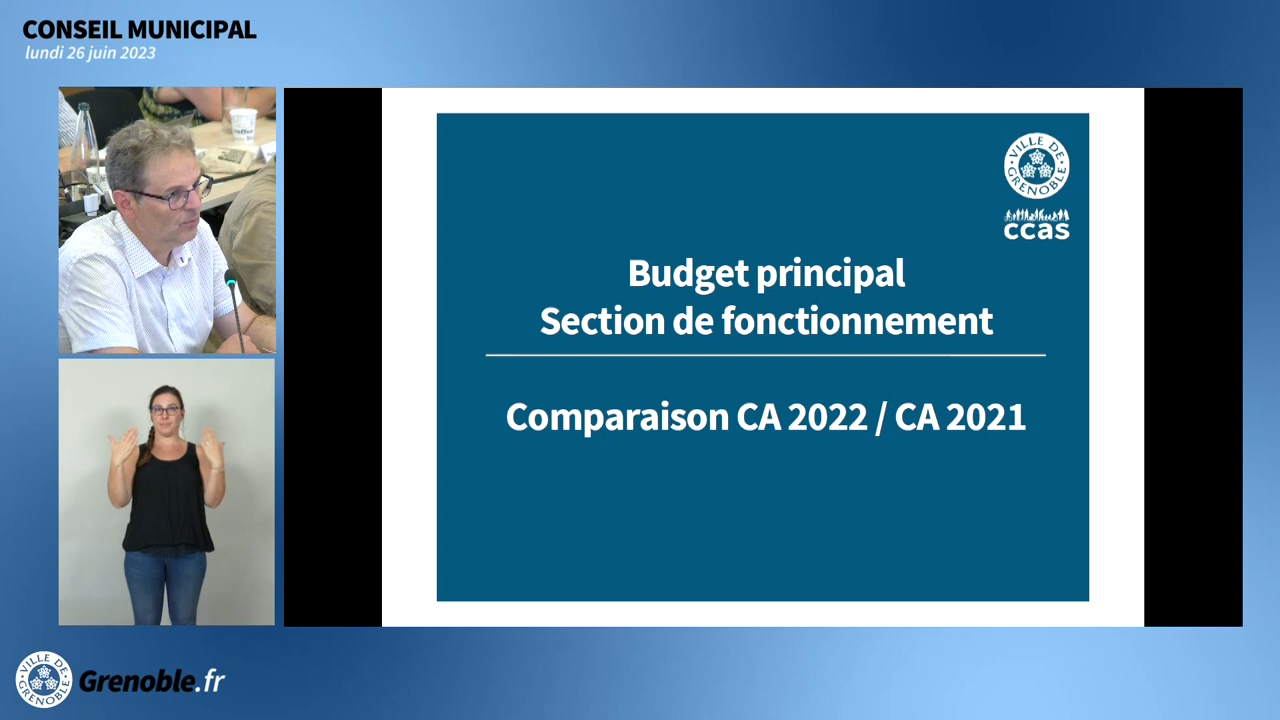 CONSEIL MUNICIPAL
lundi 26 juin 2023
VILLE DE
GRENOBLE
ccas
Budget principal
Section de fonctionnement
Comparaison CA 2022 / CA 2021
VILLE DE
GRENOBLE
Grenoble.fr